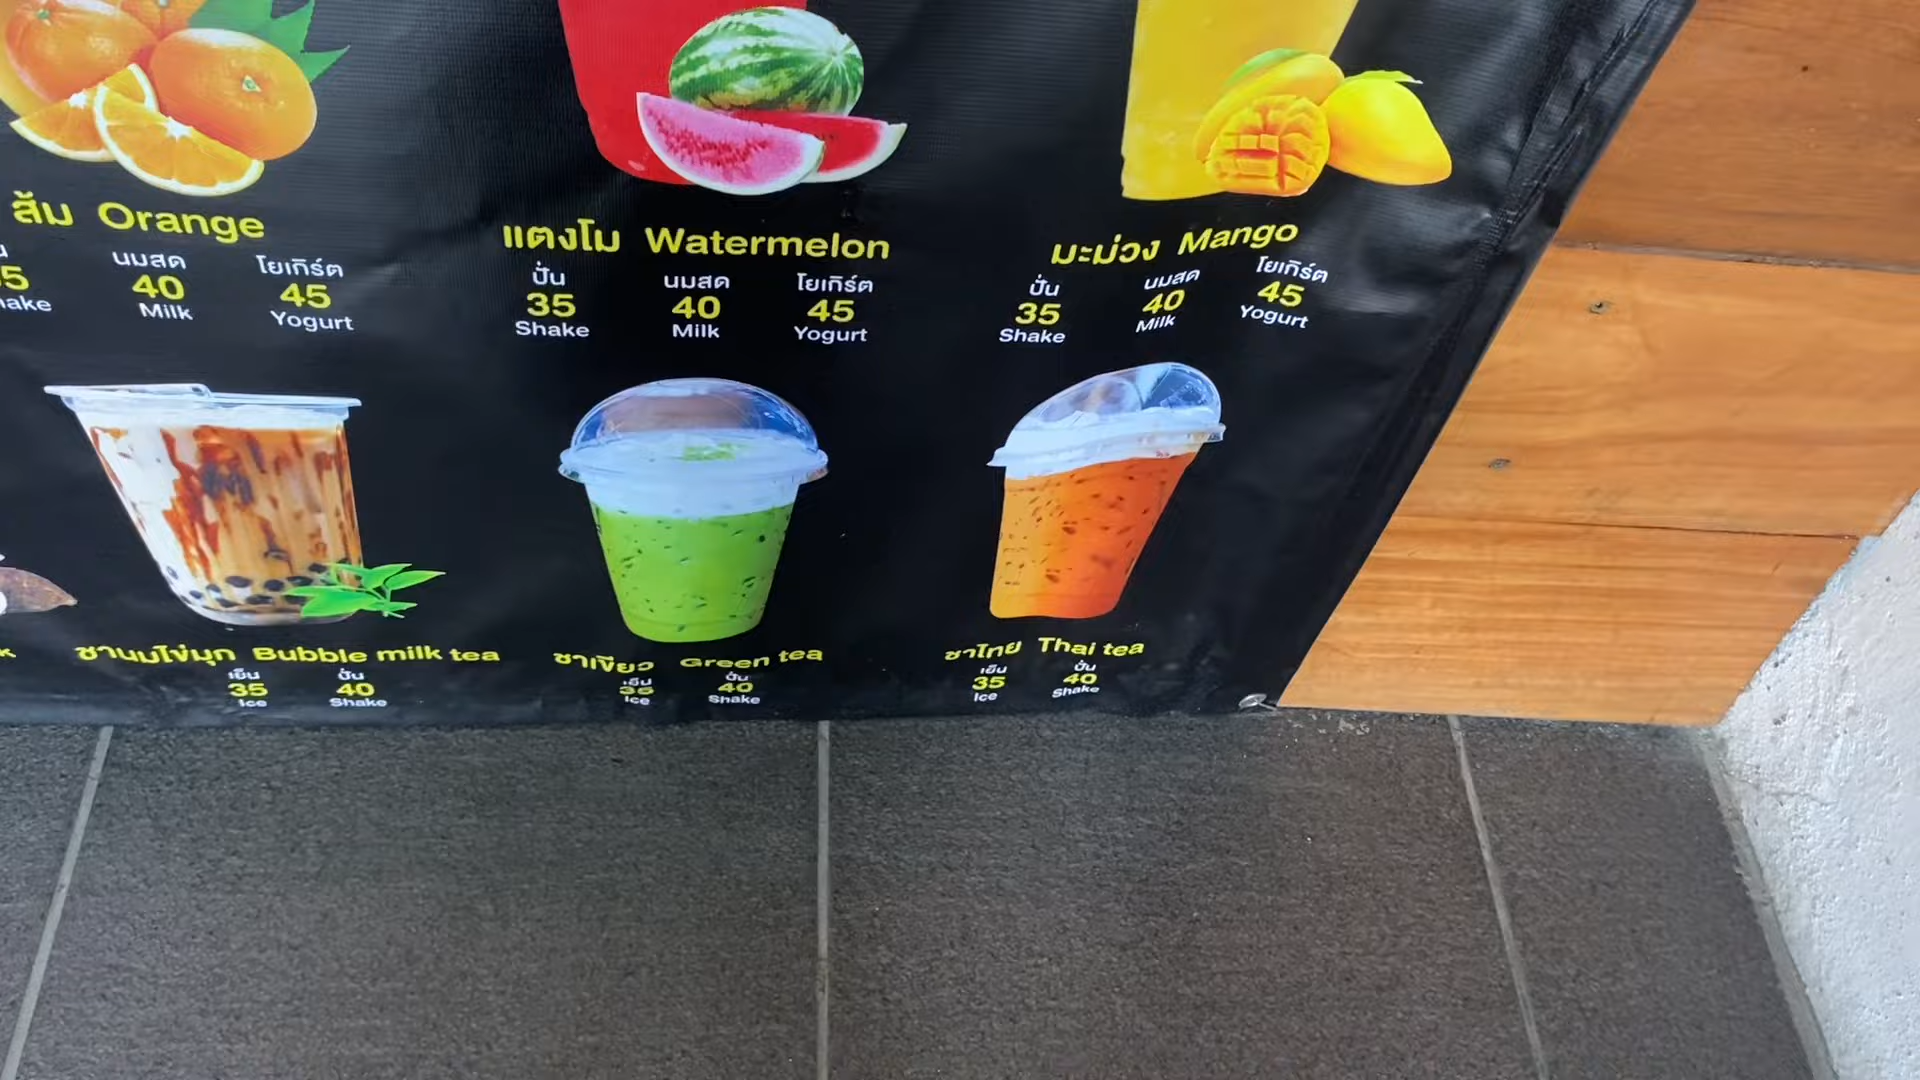 ส้ม Orange
นมสด
40
Milk
โยเกิร์ต
45
Yogurt
แตงโม Watermelon
ปั่น
35
Shake
นมสด
40
Milk
โยเกิร์ต
45
Yogurt
มะม่วง Mango
ปั่น
35
Shake
นมสด
40
Milk
โยเกิร์ต
45
Yogurt
ชานมไข่มุก Bubble milk tea
เย็น
35
Ice
ปั่น
40
Shake
ชาเขียว Green tea
เย็น
35
Ice
ปั่น
40
Shake
ชาไทย Thai tea
เย็น
35
Ice
ปั่น
40
Shake